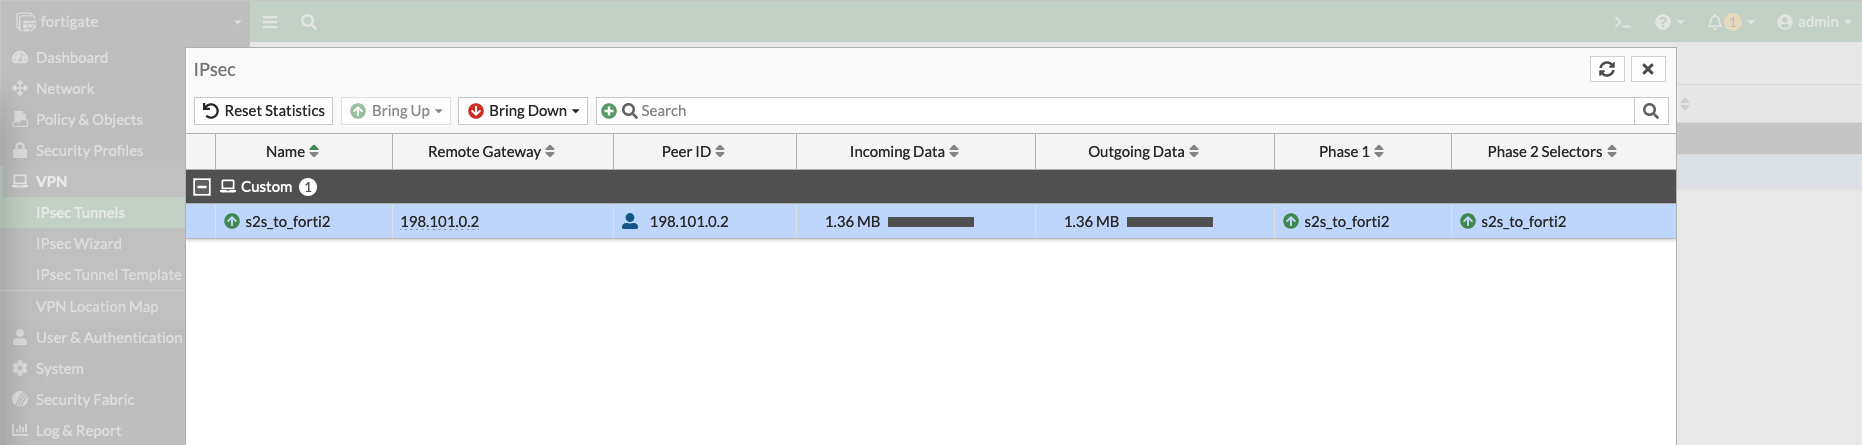 fortigate
1
admin
Dashboard
Network
Policy & Objects
Security Profiles
VPN
IPsec Tunnels
IPsec Wizard
IPsec Tunnel Template
VPN Location Map
User & Authentication
System
Security Fabric
Log & Report
IPsec
Reset Statistics Bring Up Bring Down Search
Name Remote Gateway Peer ID Incoming Data Outgoing Data Phase 1 Phase 2 Selectors
Custom 1
s2s_to_forti2 198.101.0.2 198.101.0.2 1.36 MB 1.36 MB s2s_to_forti2 s2s_to_forti2